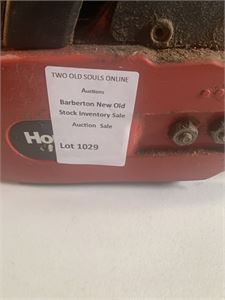 TWO OLD SOULS ONLINE
Auctions
Barberton New Old
Stock Inventory Sale
Auction Sale
Lot 1029
Ho